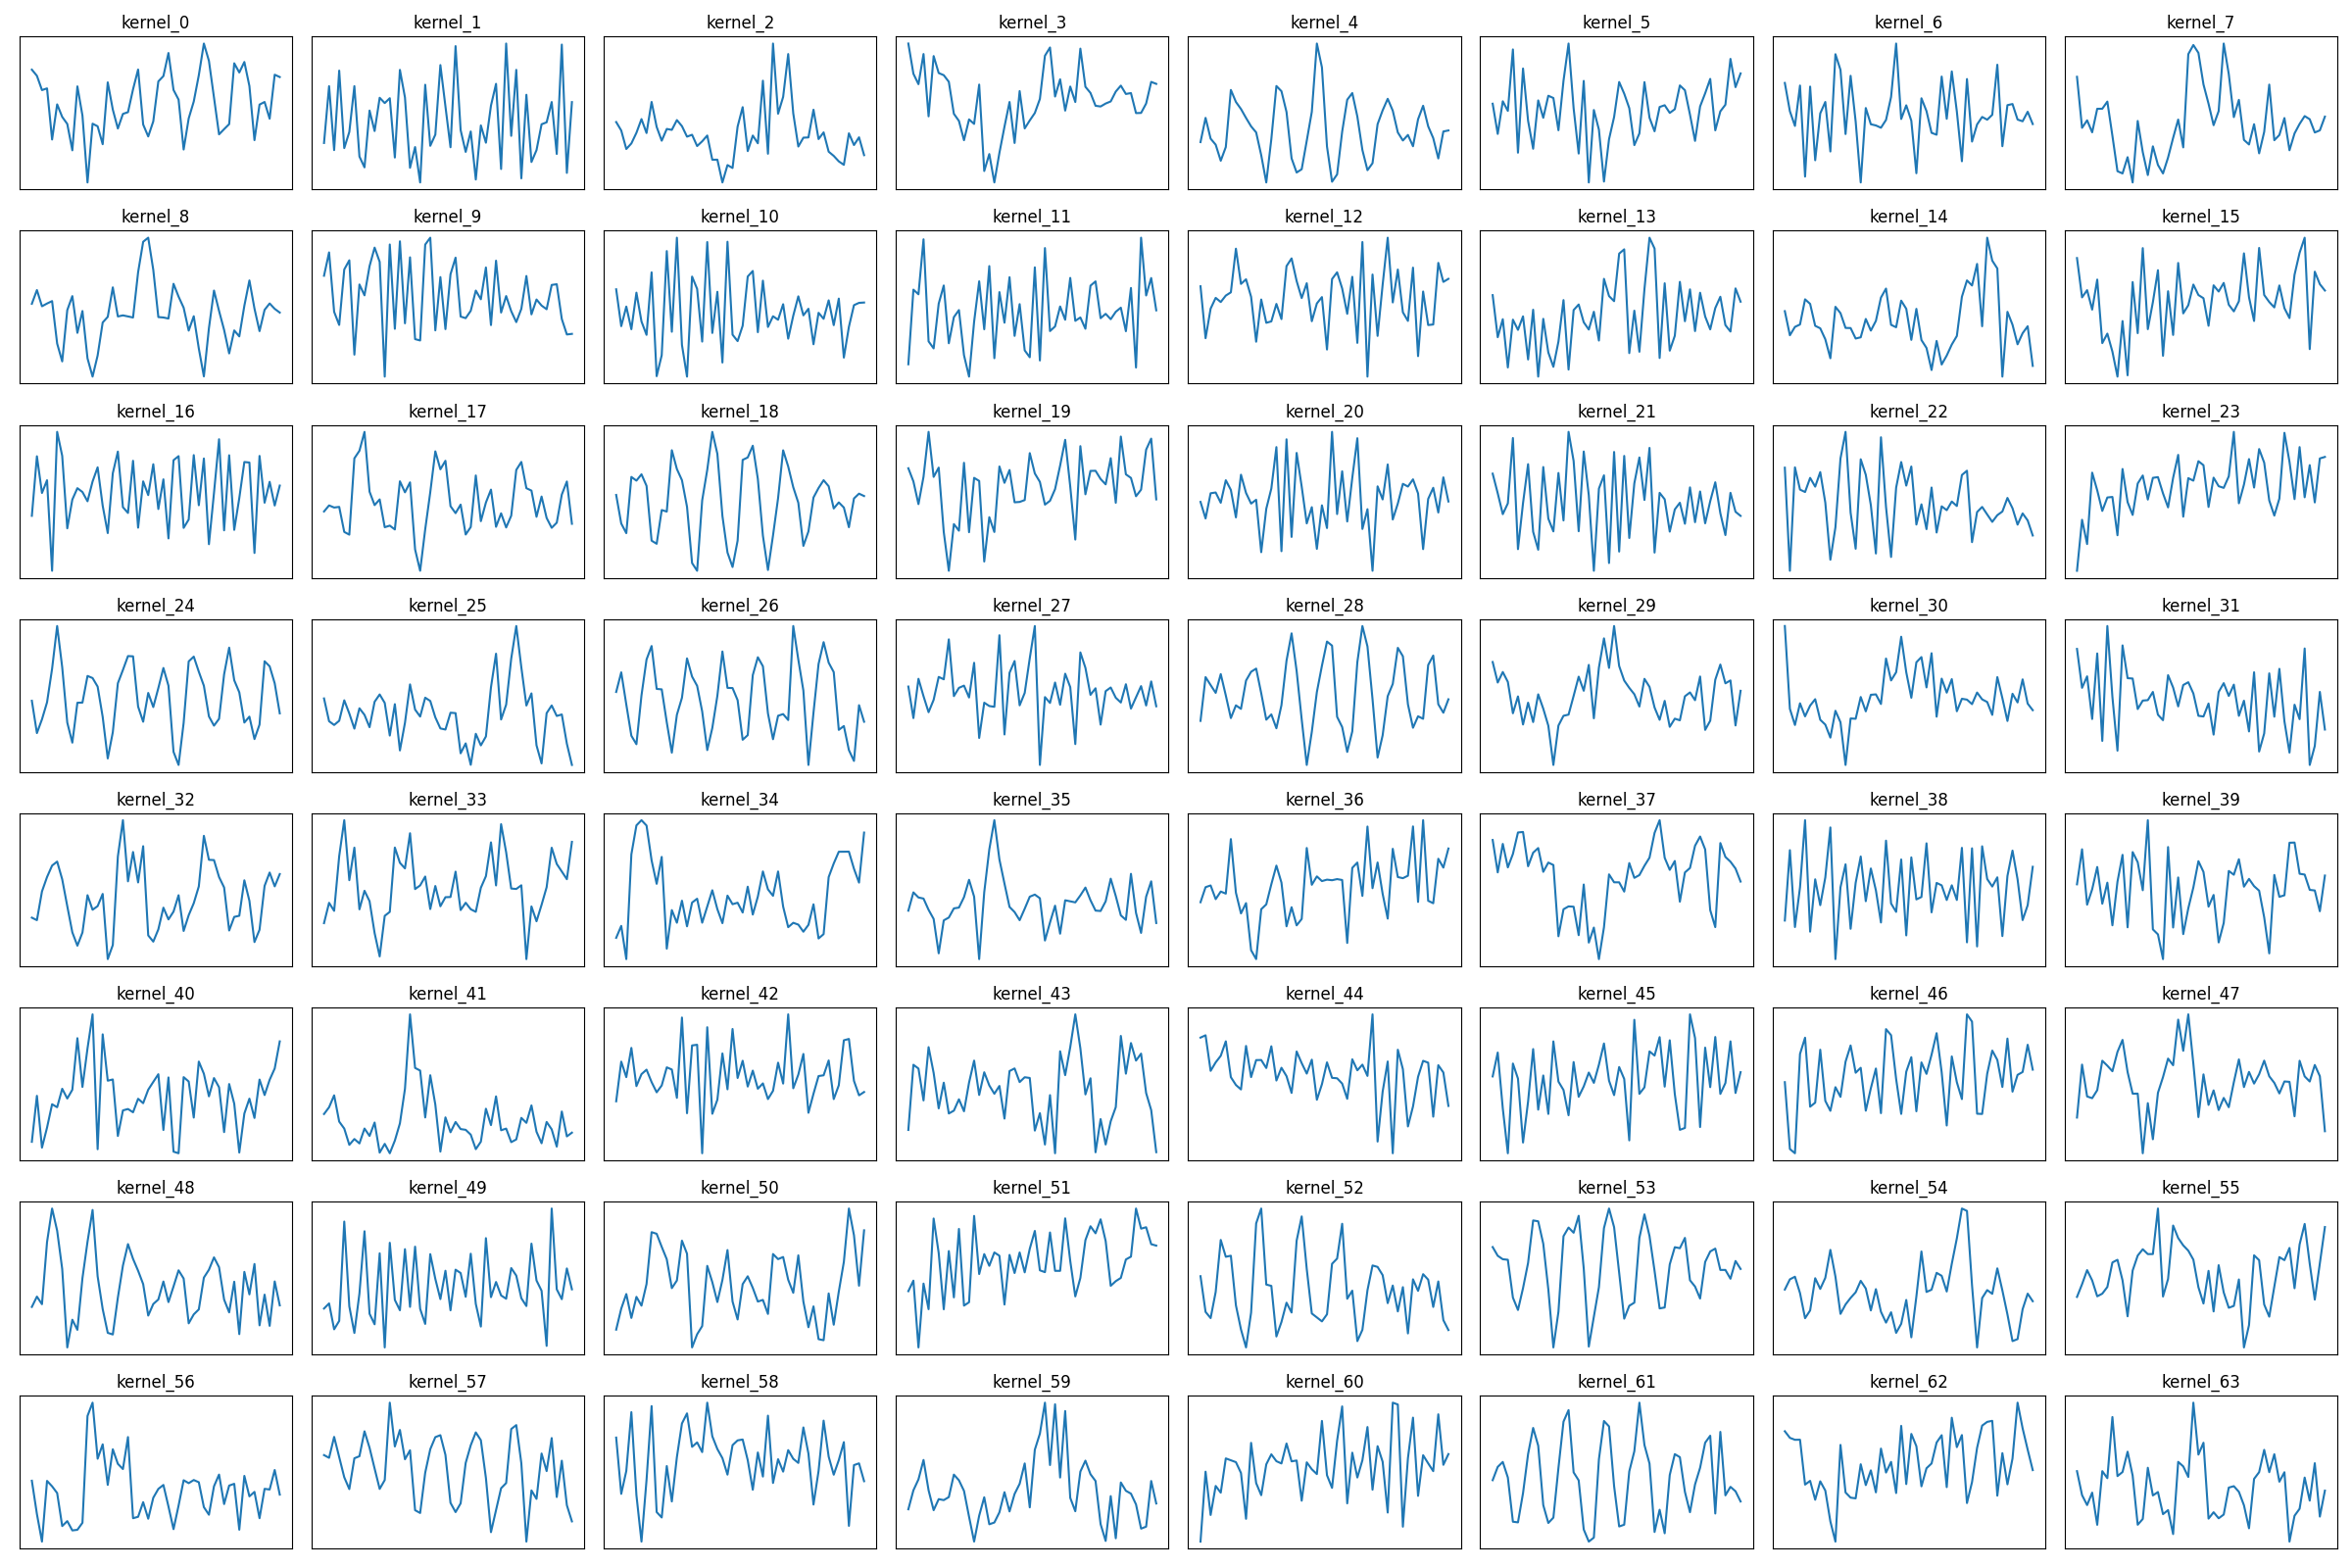 kernel_0 kernel_1 kernel_2 kernel_3 kernel_4 kernel_5 kernel_6 kernel_7
kernel_8 kernel_9 kernel_10 kernel_11 kernel_12 kernel_13 kernel_14 kernel_15
kernel_16 kernel_17 kernel_18 kernel_19 kernel_20 kernel_21 kernel_22 kernel_23
kernel_24 kernel_25 kernel_26 kernel_27 kernel_28 kernel_29 kernel_30 kernel_31
kernel_32 kernel_33 kernel_34 kernel_35 kernel_36 kernel_37 kernel_38 kernel_39
kernel_40 kernel_41 kernel_42 kernel_43 kernel_44 kernel_45 kernel_46 kernel_47
kernel_48 kernel_49 kernel_50 kernel_51 kernel_52 kernel_53 kernel_54 kernel_55
kernel_56 kernel_57 kernel_58 kernel_59 kernel_60 kernel_61 kernel_62 kernel_63